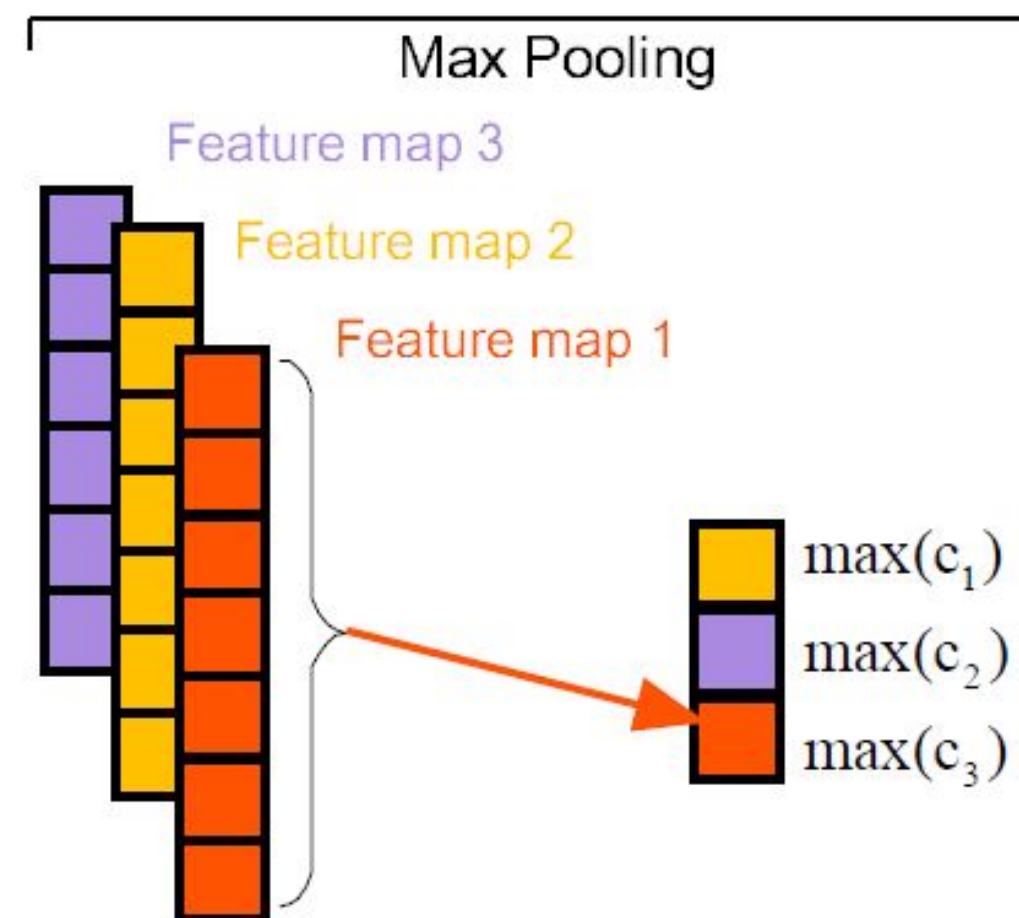 Max Pooling
Feature map 3
Feature map 2
Feature map 1
max(c₁)
max(c₂)
max(c₃)